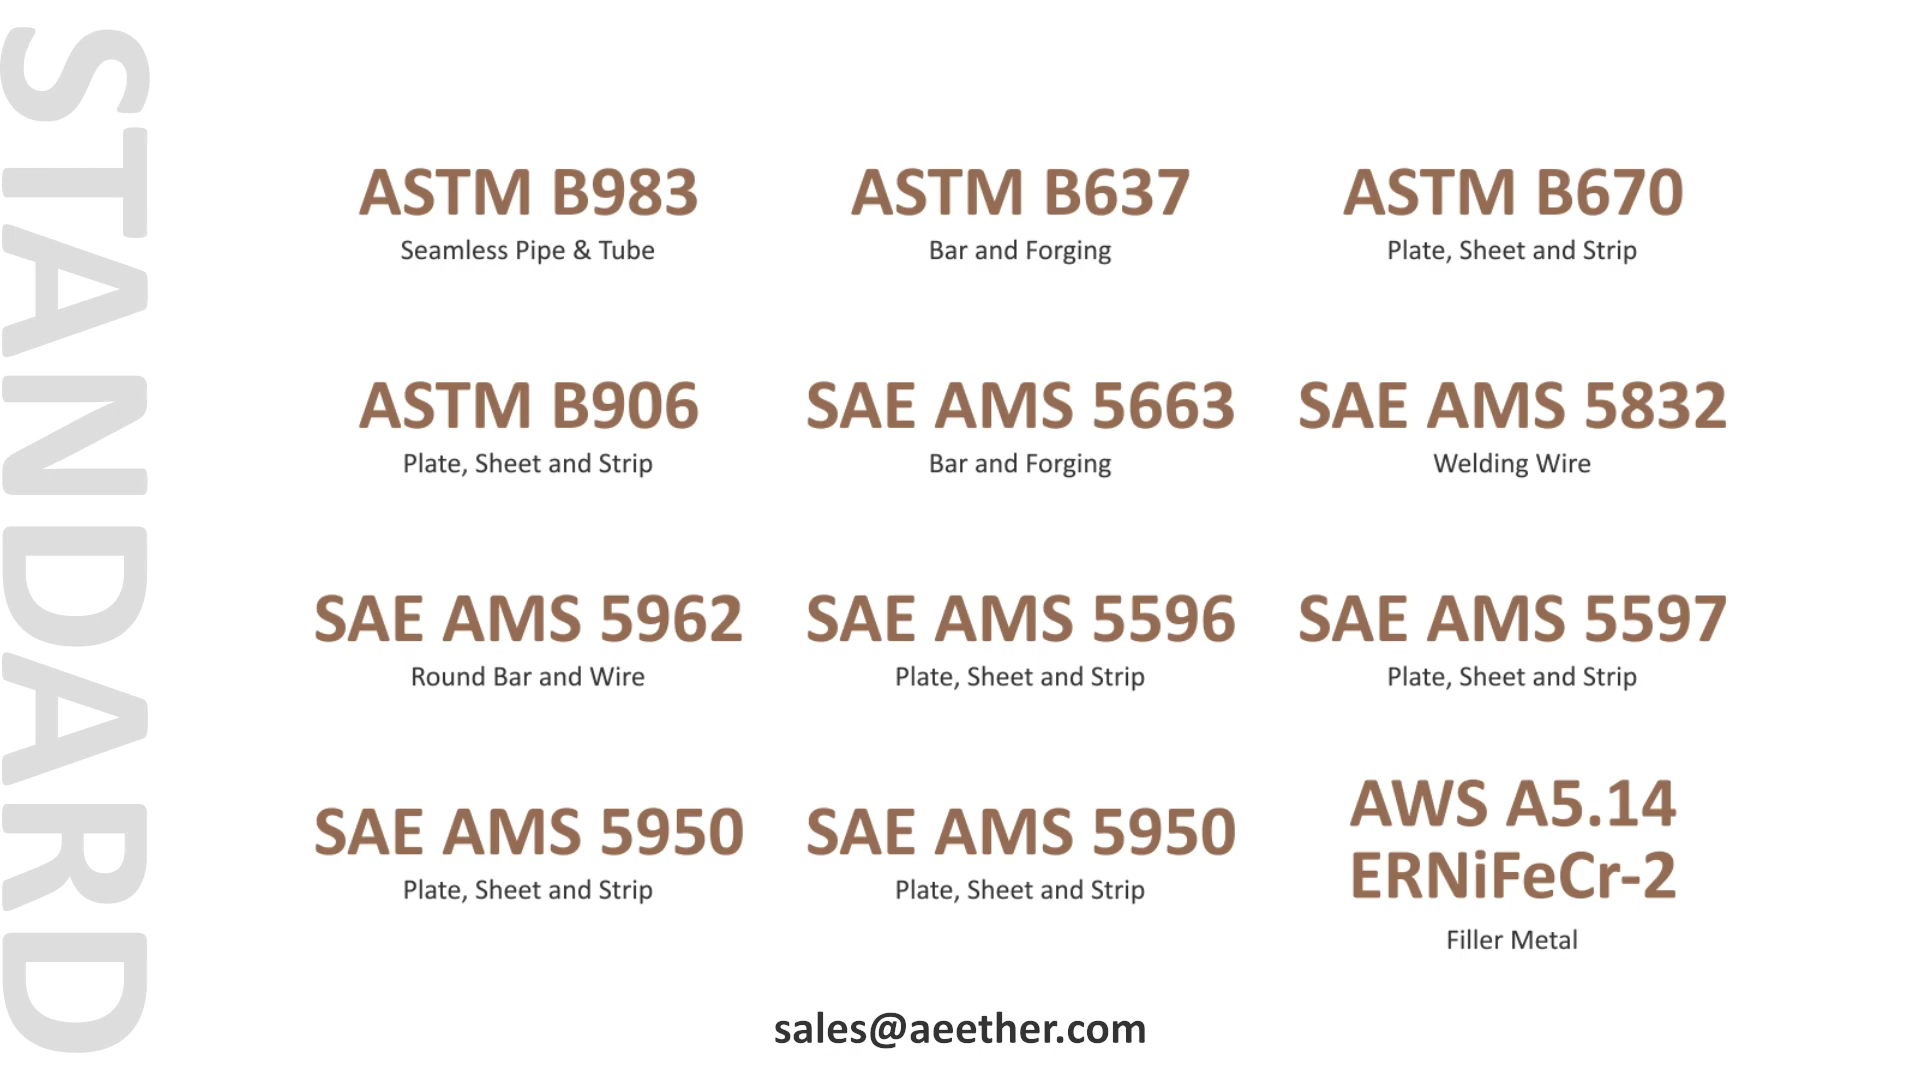 STANDARD
ASTM B983
Seamless Pipe & Tube
ASTM B637
Bar and Forging
ASTM B670
Plate, Sheet and Strip
ASTM B906
Plate, Sheet and Strip
SAE AMS 5663
Bar and Forging
SAE AMS 5832
Welding Wire
SAE AMS 5962
Round Bar and Wire
SAE AMS 5596
Plate, Sheet and Strip
SAE AMS 5597
Plate, Sheet and Strip
SAE AMS 5950
Plate, Sheet and Strip
SAE AMS 5950
Plate, Sheet and Strip
AWS A5.14
ERNiFeCr-2
Filler Metal
sales@aeether.com